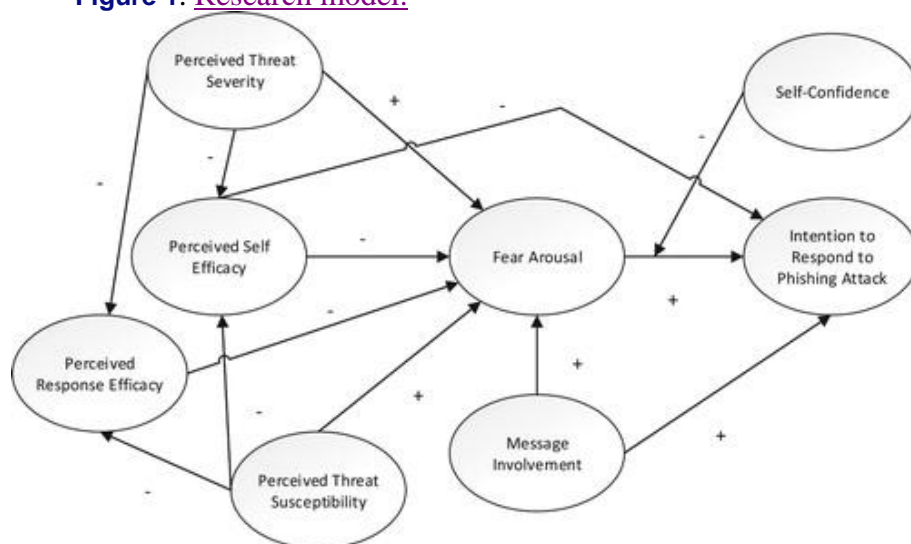 Figure 1. Research model.
Perceived Threat
Severity
Self-Confidence
+
-
-
-
-
Perceived Self
Efficacy
-
Fear Arousal
Intention to
Respond to
Phishing Attack
+
-
Perceived
Response Efficacy
-
+
+
+
Message
Involvement
Perceived Threat
Susceptibility
-